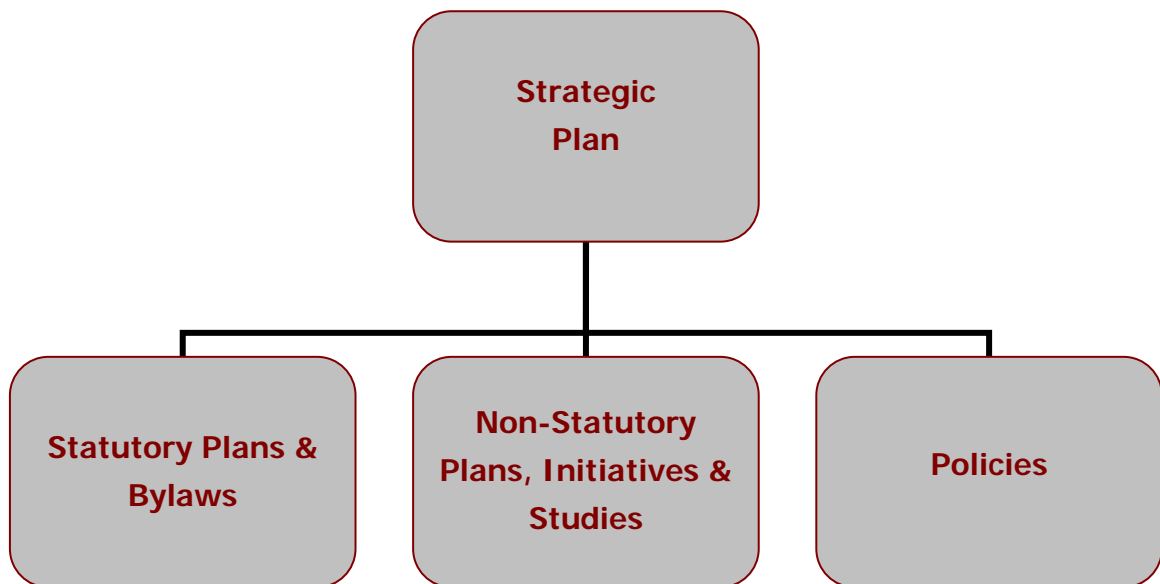 Strategic
Plan
Statutory Plans &
Bylaws
Non-Statutory
Plans, Initiatives &
Studies
Policies